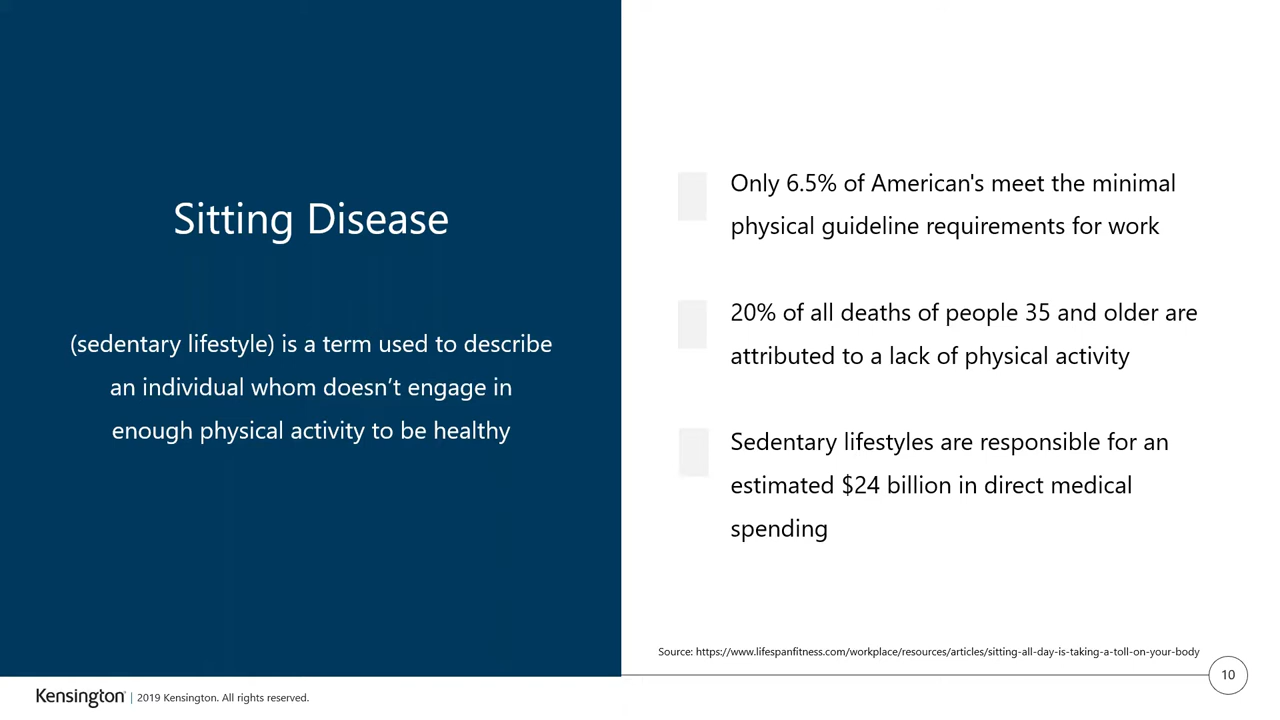 Sitting Disease
(sedentary lifestyle) is a term used to describe
an individual whom doesn’t engage in
enough physical activity to be healthy
Only 6.5% of American's meet the minimal
physical guideline requirements for work
20% of all deaths of people 35 and older are
attributed to a lack of physical activity
Sedentary lifestyles are responsible for an
estimated $24 billion in direct medical
spending
Source: https://www.lifespanfitness.com/workplace/resources/articles/sitting-all-day-is-taking-a-toll-on-your-body
10
Kensington | 2019 Kensington. All rights reserved.